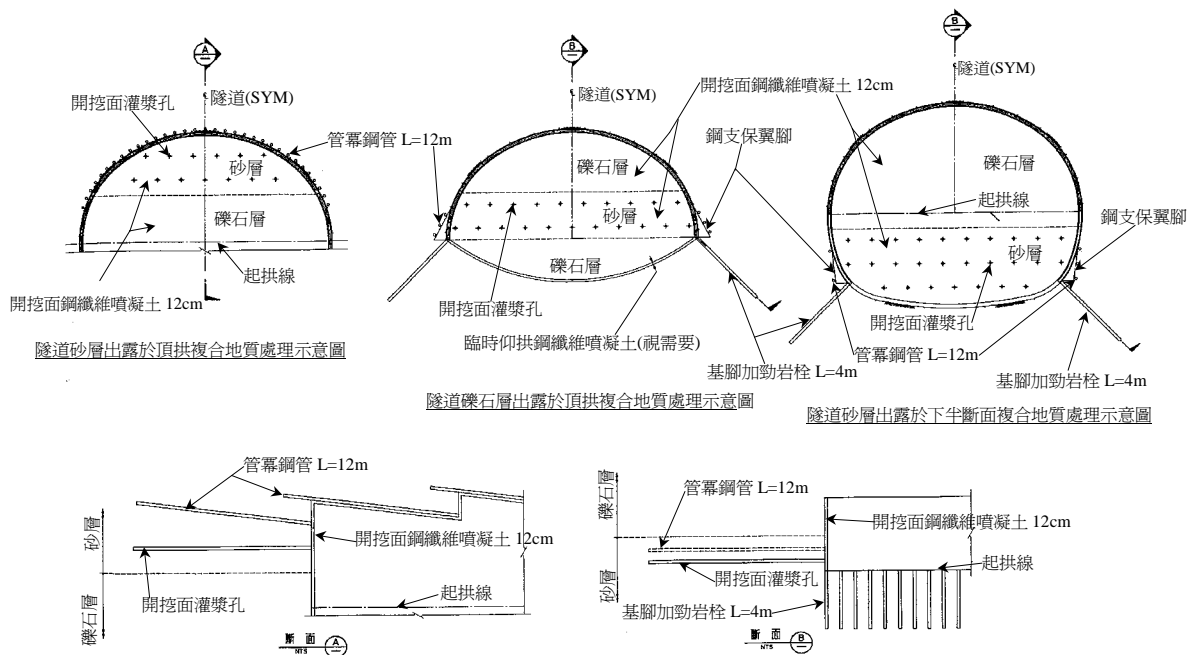 A
隧道(SYM)
開挖面灌漿孔
管冪鋼管 L=12m
砂層
礫石層
起拱線
開挖面鋼纖維噴凝土 12cm
隧道砂層出露於頂拱複合地質處理示意圖
B
隧道(SYM)
開挖面鋼纖維噴凝土 12cm
鋼支保翼腳
礫石層
砂層
礫石層
開挖面灌漿孔
臨時仰拱鋼纖維噴凝土(視需要)
基腳加勁岩栓 L=4m
隧道礫石層出露於頂拱複合地質處理示意圖
B
隧道(SYM)
礫石層
起拱線
鋼支保翼腳
砂層
開挖面灌漿孔
管冪鋼管 L=12m
基腳加勁岩栓 L=4m
隧道砂層出露於下半斷面複合地質處理示意圖
管冪鋼管 L=12m
砂層
開挖面鋼纖維噴凝土 12cm
開挖面灌漿孔
起拱線
礫石層
斷面 A
NTS
礫石層
管冪鋼管 L=12m
開挖面鋼纖維噴凝土 12cm
起拱線
開挖面灌漿孔
砂層
基腳加勁岩栓 L=4m
斷面 B
NTS